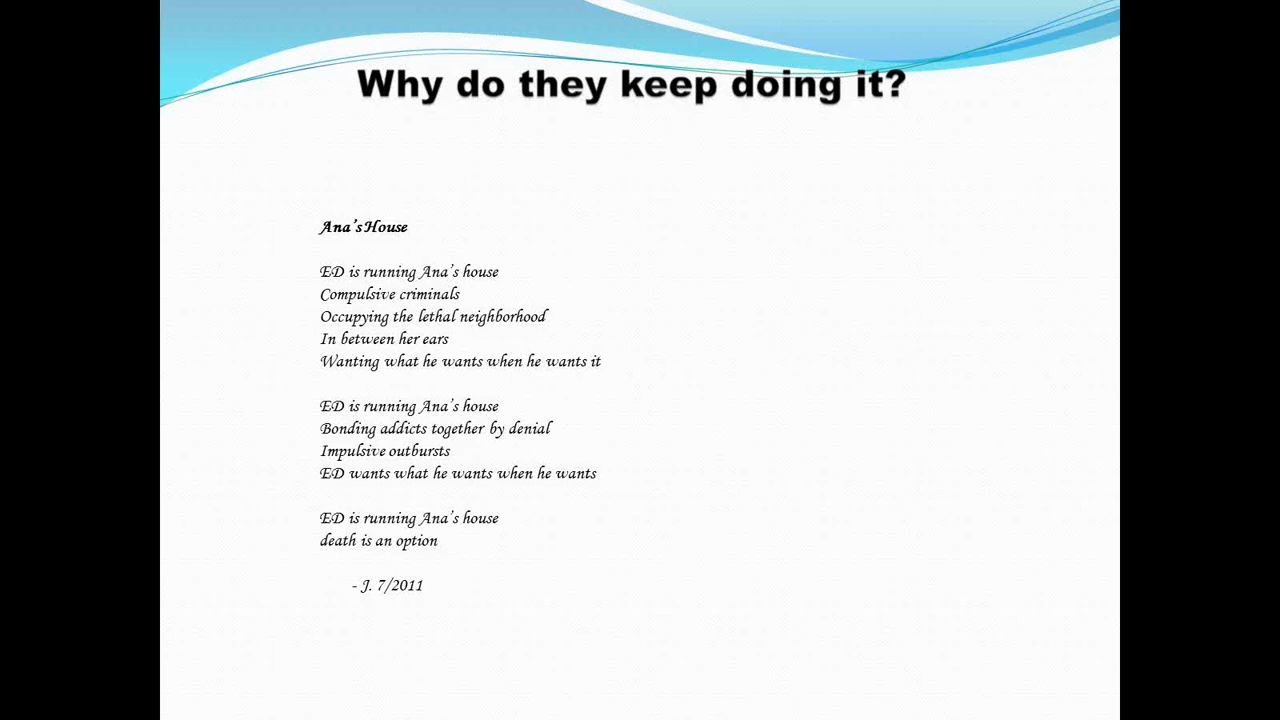 Why do they keep doing it?
Ana's House
ED is running Ana's house
Compulsive criminals
Occupying the lethal neighborhood
In between her ears
Wanting what he wants when he wants it
ED is running Ana's house
Bonding addicts together by denial
Impulsive outbursts
ED wants what he wants when he wants
ED is running Ana's house
death is an option
- J. 7/2011